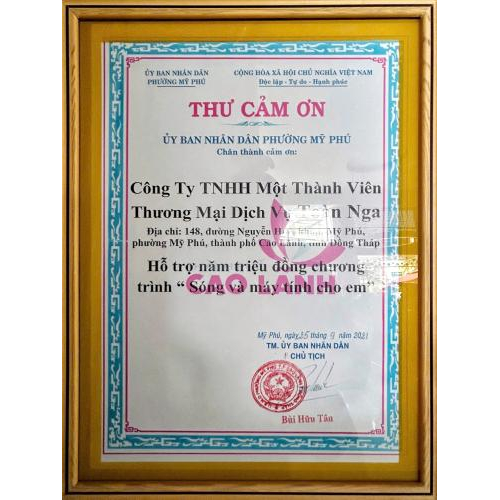 ỦY BAN NHÂN DÂN
PHƯỜNG MỸ PHÚ
CỘNG HÒA XÃ HỘI CHỦ NGHĨA VIỆT NAM
Độc lập - Tự do - Hạnh phúc
THƯ CẢM ƠN
ỦY BAN NHÂN DÂN PHƯỜNG MỸ PHÚ
Chân thành cảm ơn:
Công Ty TNHH Một Thành Viên
Thương Mại Dịch Vụ Toàn Nga
Địa chỉ: 148, đường Nguyễn Huệ, Mỹ Phú,
phường Mỹ Phú, thành phố Cao Lãnh, tỉnh Đồng Tháp
Hỗ trợ năm triệu đồng chương
trình “ Sóng và máy tính cho em”
CAO LÃNH
Mỹ Phú, ngày 25 tháng 9 năm 2021
TM. ỦY BAN NHÂN DÂN
CHỦ TỊCH
Bùi Hữu Tân